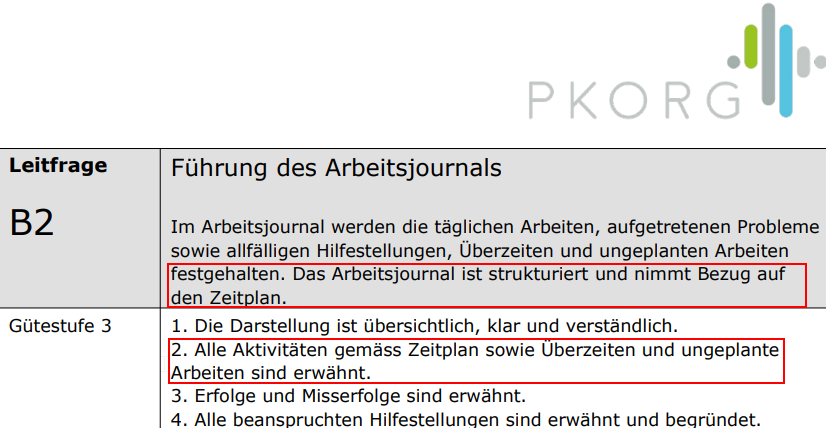 PKORG
Leitfrage
B2
Führung des Arbeitsjournals
Im Arbeitsjournal werden die täglichen Arbeiten, aufgetretenen Probleme
sowie allfälligen Hilfestellungen, Überzeiten und ungeplanten Arbeiten
festgehalten. Das Arbeitsjournal ist strukturiert und nimmt Bezug auf
den Zeitplan.
Gütestufe 3
1. Die Darstellung ist übersichtlich, klar und verständlich.
2. Alle Aktivitäten gemäss Zeitplan sowie Überzeiten und ungeplante
Arbeiten sind erwähnt.
3. Erfolge und Misserfolge sind erwähnt.
4. Alle beanspruchten Hilfestellungen sind erwähnt und begründet.